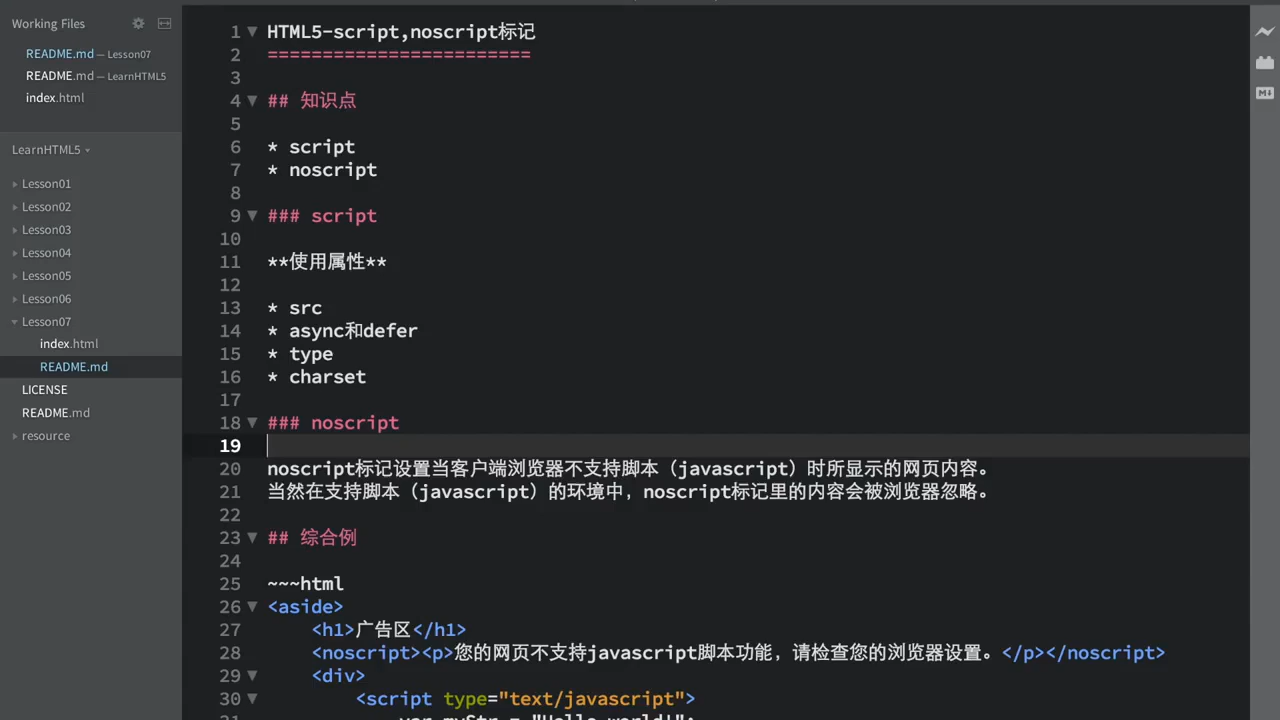 Working Files
README.md — Lesson07
README.md — LearnHTML5
index.html
LearnHTML5
Lesson01
Lesson02
Lesson03
Lesson04
Lesson05
Lesson06
Lesson07
index.html
README.md
LICENSE
README.md
resource
1 HTML5-script,noscript标记
2 ========================
3
4 ## 知识点
5
6 * script
7 * noscript
8
9 ### script
10
11 **使用属性**
12
13 * src
14 * async和defer
15 * type
16 * charset
17
18 ### noscript
19
20 noscript标记设置当客户端浏览器不支持脚本（javascript）时所显示的网页内容。
21 当然在支持脚本（javascript）的环境中，noscript标记里的内容会被浏览器忽略。
22
23 ## 综合例
24
25 ~~~html
26 <aside>
27 <h1>广告区</h1>
28 <noscript><p>您的网页不支持javascript脚本功能，请检查您的浏览器设置。</p></noscript>
29 <div>
30 <script type="text/javascript">
31 var myStr = "Hello world!";